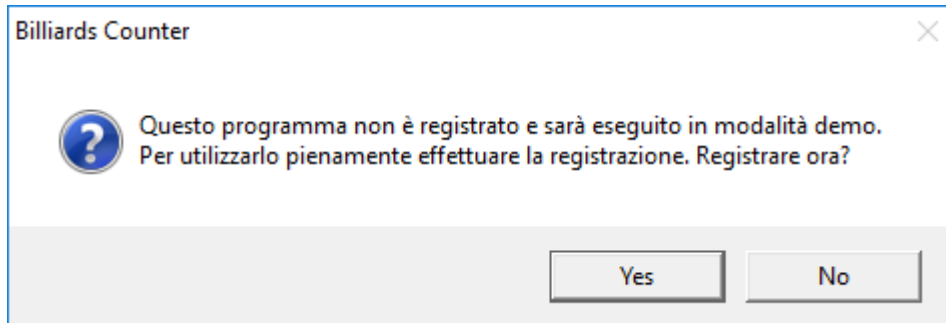 Billiards Counter
Questo programma non è registrato e sarà eseguito in modalità demo.
Per utilizzarlo pienamente effettuare la registrazione. Registrare ora?
Yes
No